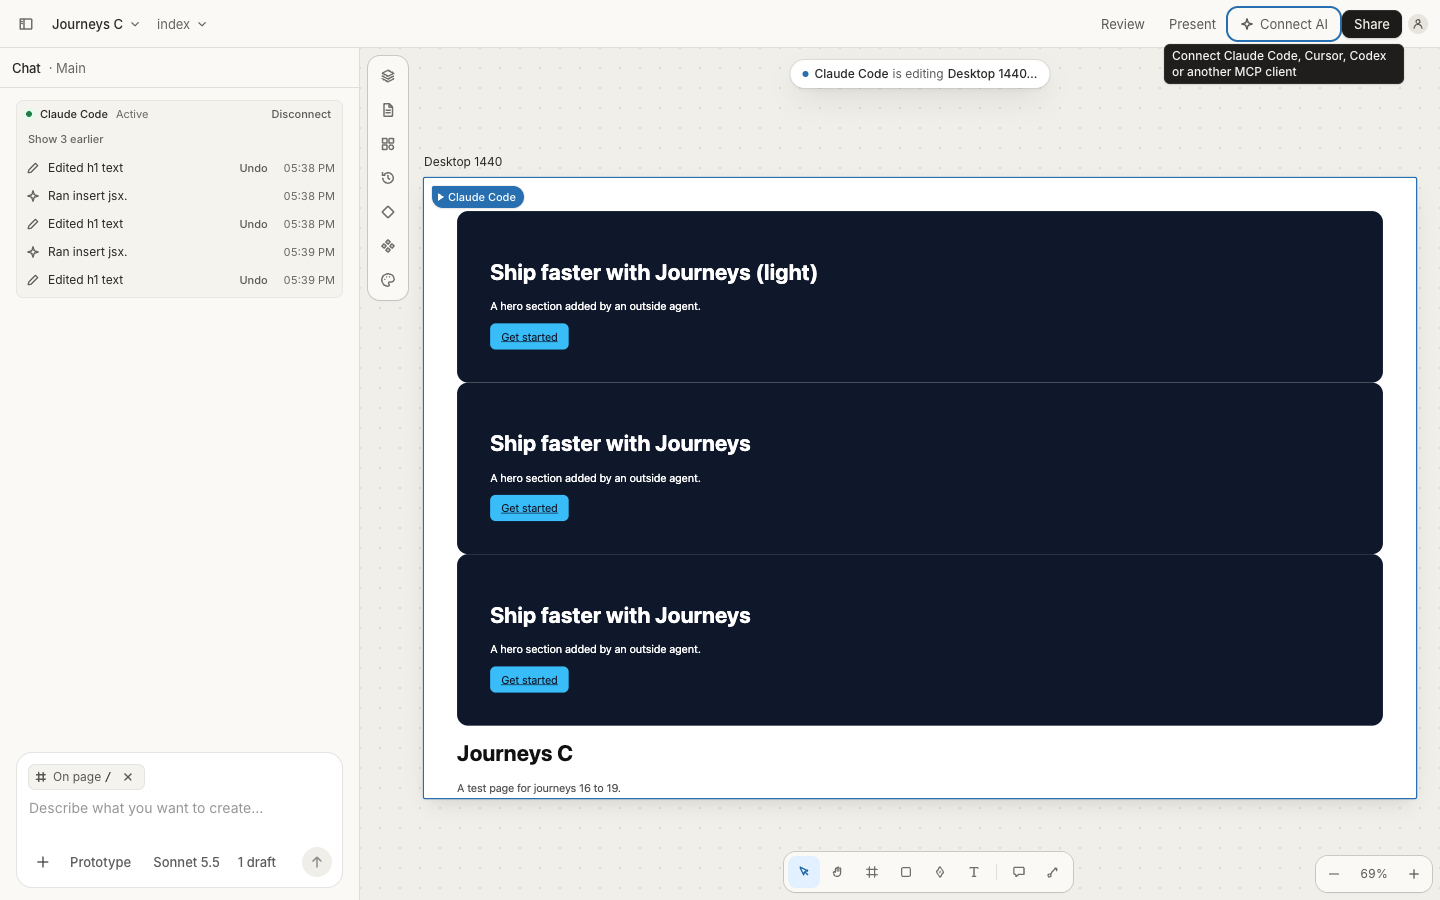 Journeys C
index
Review
Present
Connect AI
Share
Connect Claude Code, Cursor, Codex
or another MCP client
Chat · Main
Claude Code is editing Desktop 1440...
Claude Code Active Disconnect
Show 3 earlier
Edited h1 text Undo 05:38 PM
Ran insert jsx. 05:38 PM
Edited h1 text Undo 05:38 PM
Ran insert jsx. 05:39 PM
Edited h1 text Undo 05:39 PM
Desktop 1440
Claude Code
Ship faster with Journeys (light)
A hero section added by an outside agent.
Get started
Ship faster with Journeys
A hero section added by an outside agent.
Get started
Ship faster with Journeys
A hero section added by an outside agent.
Get started
Journeys C
A test page for journeys 16 to 19.
On page /
Describe what you want to create...
Prototype
Sonnet 5.5
1 draft
69%